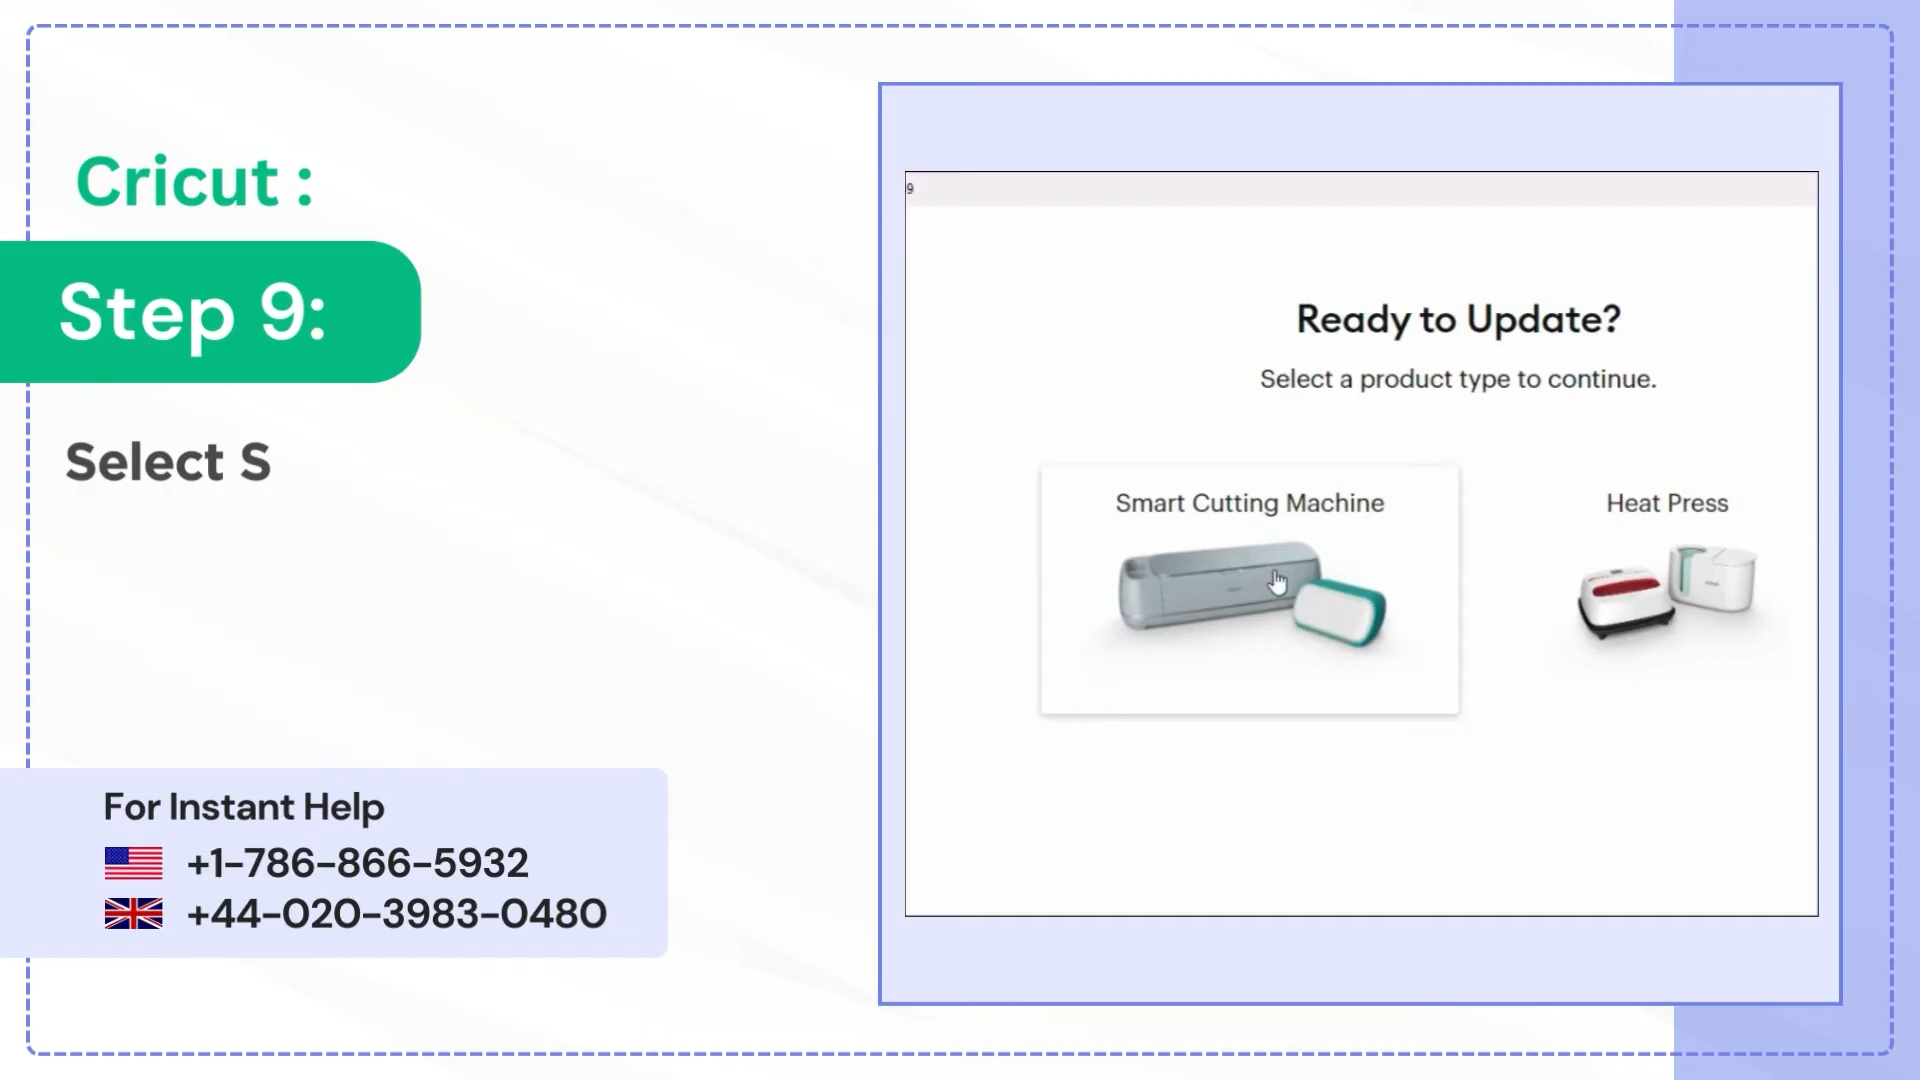 Cricut :
Step 9:
Select S
For Instant Help
+1-786-866-5932
+44-020-3983-0480
9
Ready to Update?
Select a product type to continue.
Smart Cutting Machine
Heat Press